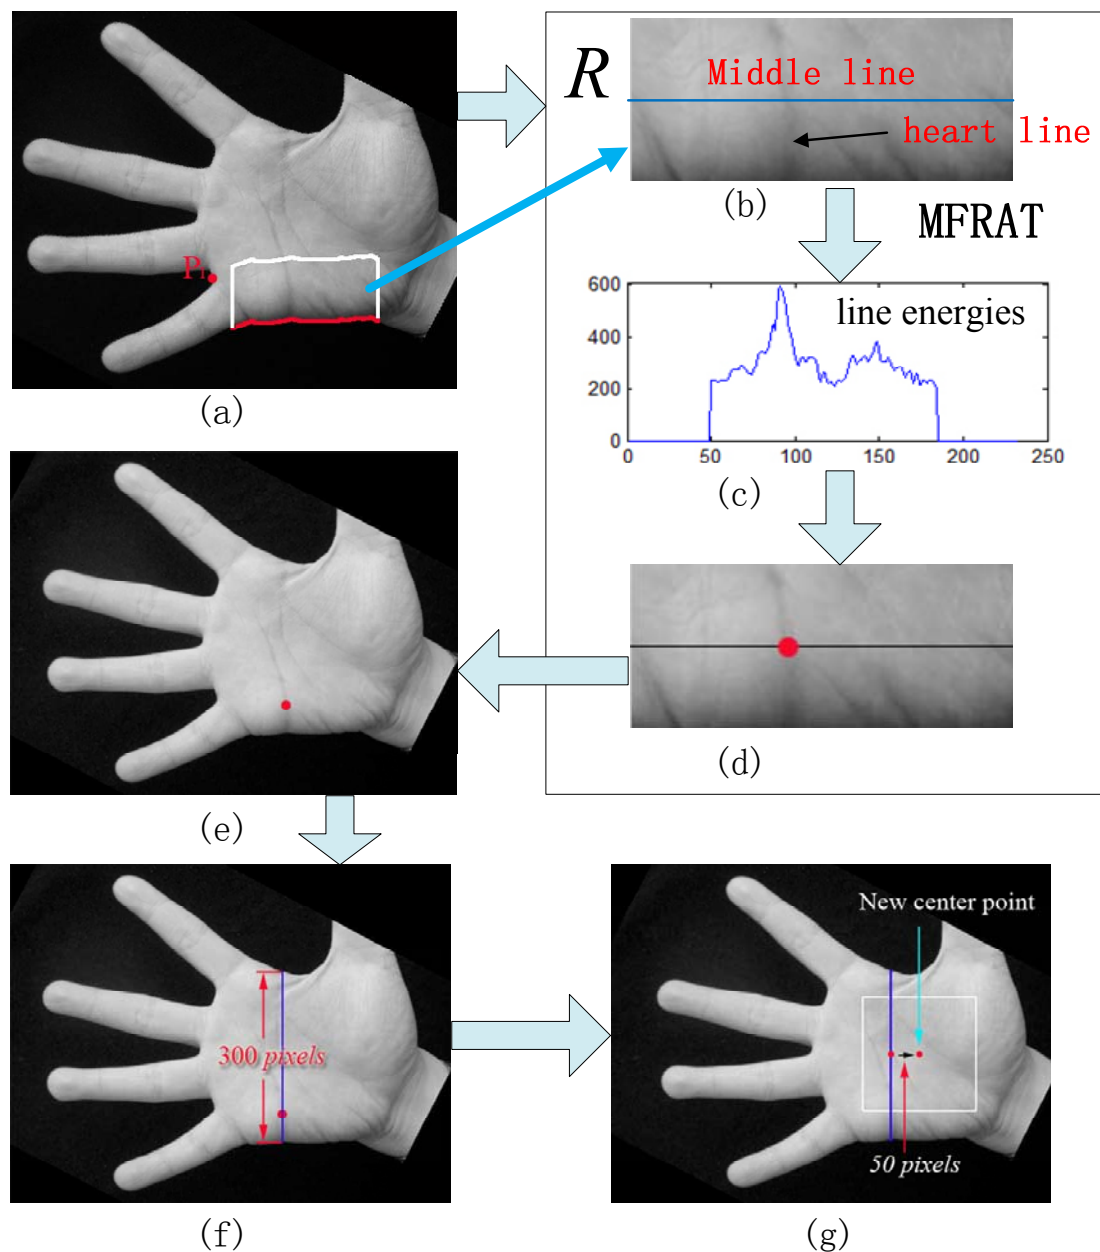 P₁
(a)
R
Middle line
heart line
(b)
MFRAT
600
400
200
0
0 50 100 150 200 250
line energies
(c)
(d)
(e)
300 pixels
(f)
New center point
50 pixels
(g)